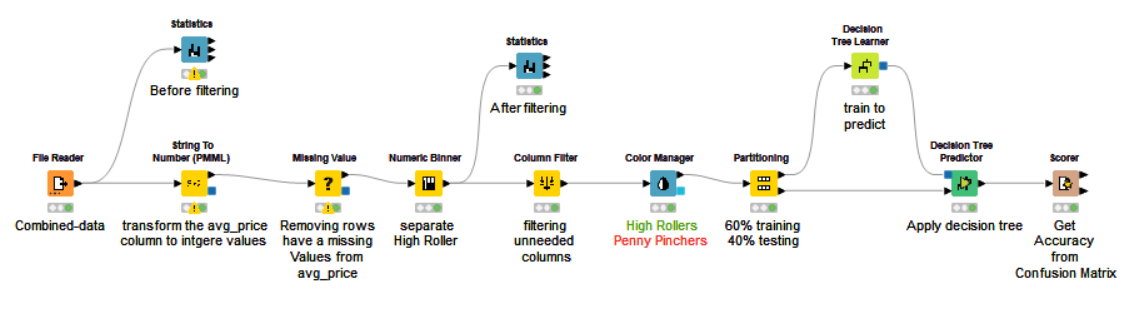 Statistics
Before filtering
Statistics
After filtering
Decision
Tree Learner
train to
predict
File Reader
Combined-data
String To
Number (PMML)
transform the avg_price
column to intgere values
Missing Value
Removing rows
have a missing
Values from
avg_price
Numeric Binner
separate
High Roller
Column Filter
filtering
unneeded
columns
Color Manager
High Rollers
Penny Pinchers
Partitioning
60% training
40% testing
Decision Tree
Predictor
Apply decision tree
Scorer
Get
Accuracy
from
Confusion Matrix